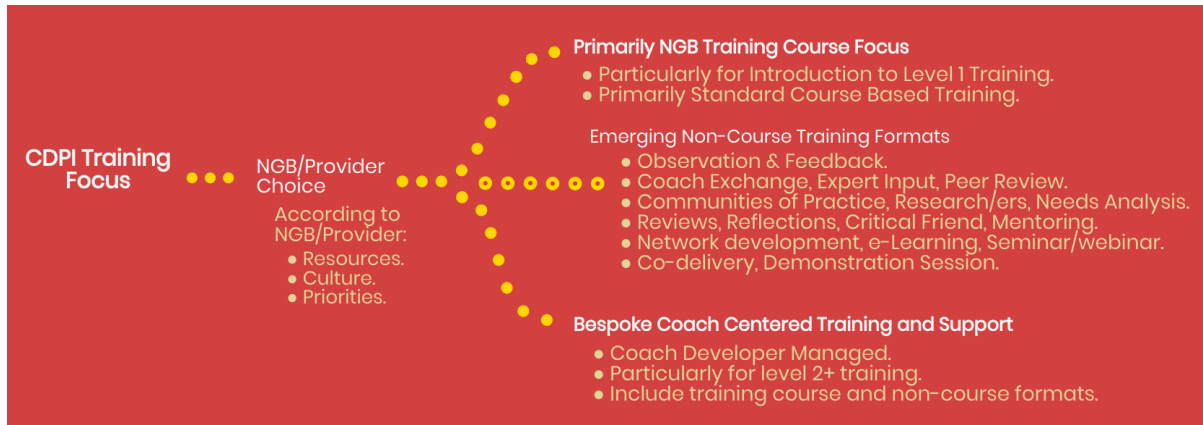 CDPI Training
Focus
NGB/Provider
Choice
According to
NGB/Provider:
● Resources.
● Culture.
● Priorities.
Primarily NGB Training Course Focus
● Particularly for Introduction to Level 1 Training.
● Primarily Standard Course Based Training.
Emerging Non-Course Training Formats
● Observation & Feedback.
● Coach Exchange, Expert Input, Peer Review.
● Communities of Practice, Research/ers, Needs Analysis.
● Reviews, Reflections, Critical Friend, Mentoring.
● Network development, e-Learning, Seminar/webinar.
● Co-delivery, Demonstration Session.
Bespoke Coach Centered Training and Support
● Coach Developer Managed.
● Particularly for level 2+ training.
● Include training course and non-course formats.